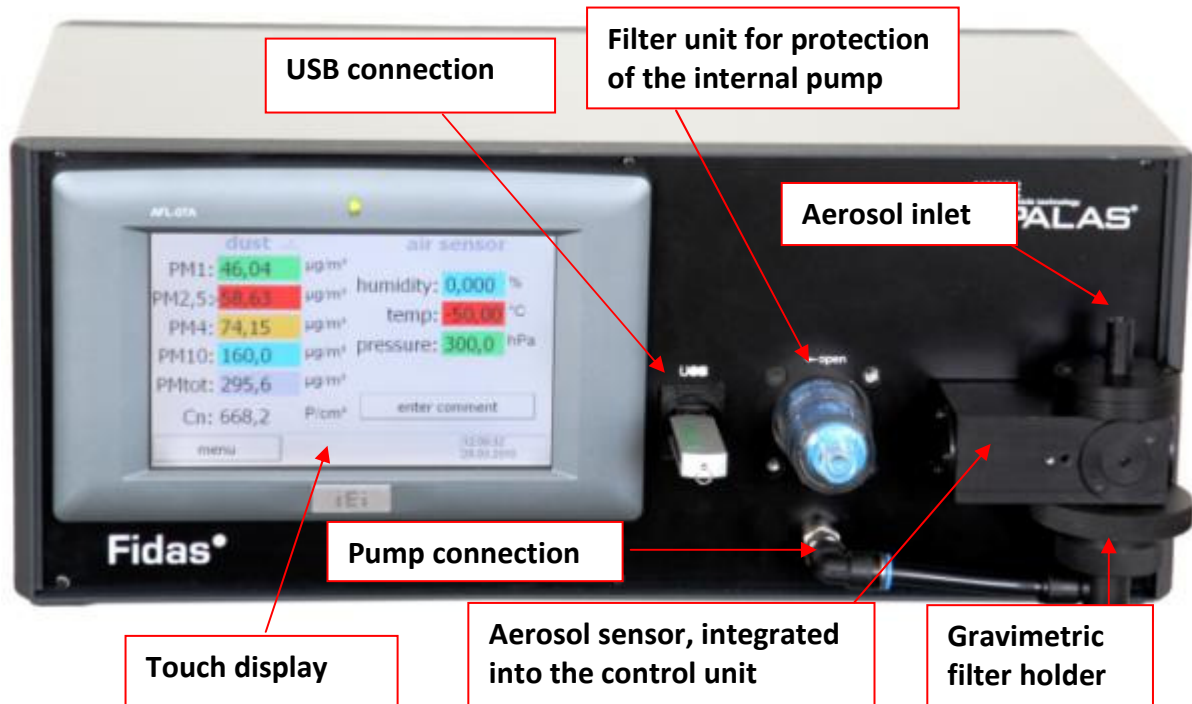 USB connection
Filter unit for protection
of the internal pump
Aerosol inlet
PALAS
AFL-07A
dust
air sensor
PM1: 46,04 µg/m³
PM2,5: 58,63 µg/m³
PM4: 74,15 µg/m³
PM10: 160,0 µg/m³
PMtot: 295,6 µg/m³
Cn: 668,2 P/cm³
humidity: 0,000 %
temp: -50,00 °C
pressure: 300,0 hPa
enter comment
menu
USB
open
iEi
Fidas
Pump connection
Touch display
Aerosol sensor, integrated
into the control unit
Gravimetric
filter holder